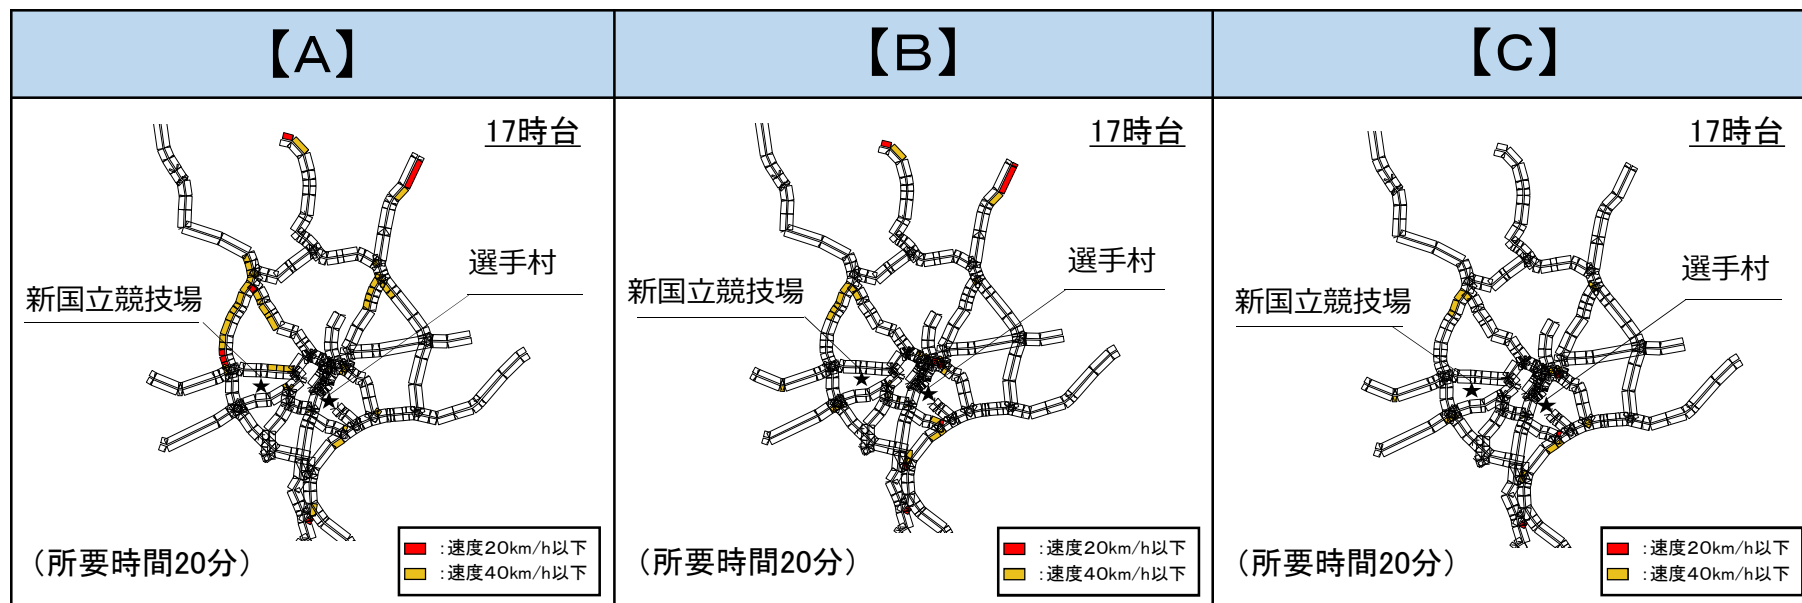 【A】
【B】
【C】
17時台
選手村
新国立競技場
(所要時間20分)
:速度20km/h以下
:速度40km/h以下
17時台
選手村
新国立競技場
(所要時間20分)
:速度20km/h以下
:速度40km/h以下
17時台
選手村
新国立競技場
(所要時間20分)
:速度20km/h以下
:速度40km/h以下